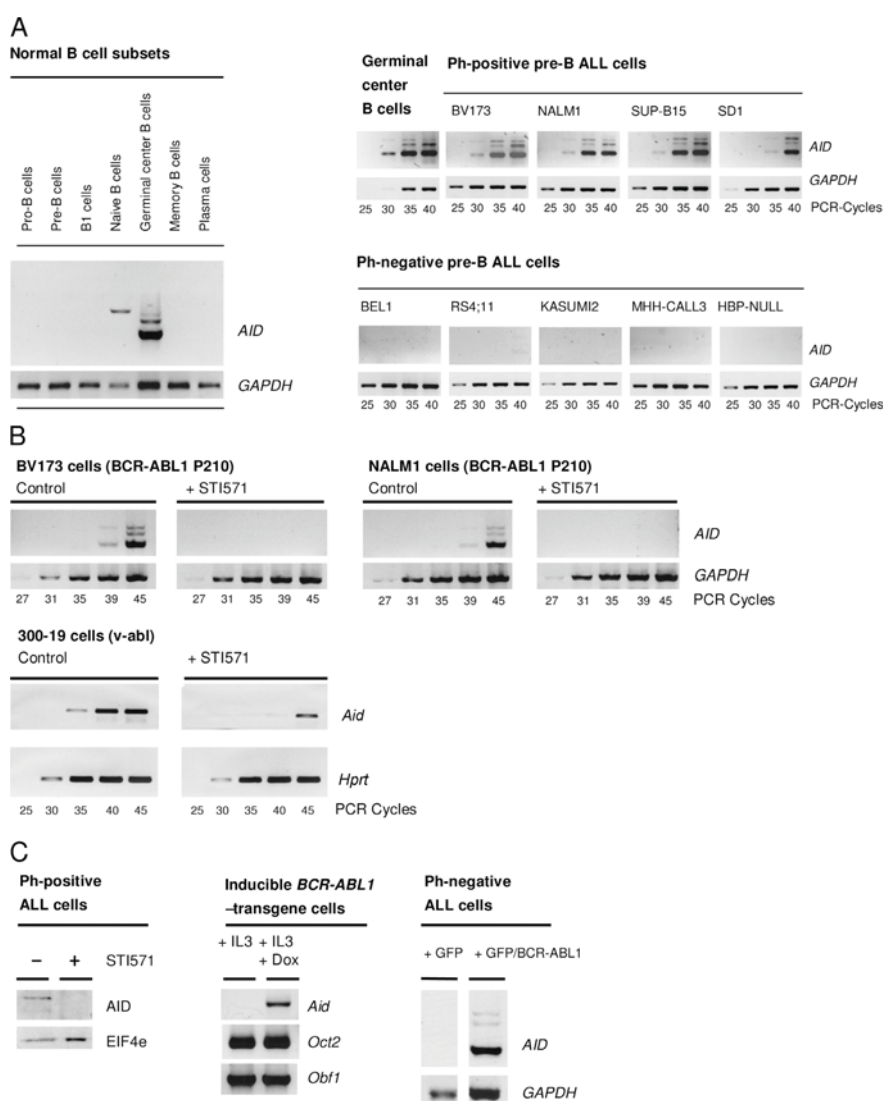 A
Normal B cell subsets
Pro-B cells
Pre-B cells
B1 cells
Naive B cells
Germinal center B cells
Memory B cells
Plasma cells
AID
GAPDH
Germinal center B cells
Ph-positive pre-B ALL cells
BV173 NALM1 SUP-B15 SD1
AID
GAPDH
25 30 35 40 25 30 35 40 25 30 35 40 25 30 35 40 25 30 35 40 PCR-Cycles
Ph-negative pre-B ALL cells
BEL1 RS4;11 KASUMI2 MHH-CALL3 HBP-NULL
AID
GAPDH
25 30 35 40 25 30 35 40 25 30 35 40 25 30 35 40 25 30 35 40 PCR-Cycles
B
BV173 cells (BCR-ABL1 P210)
Control + STI571
27 31 35 39 45 27 31 35 39 45
NALM1 cells (BCR-ABL1 P210)
Control + STI571
AID
GAPDH
27 31 35 39 45 27 31 35 39 45 PCR Cycles
300-19 cells (v-abl)
Control + STI571
Aid
Hprt
25 30 35 40 45 25 30 35 40 45 PCR Cycles
C
Ph-positive
ALL cells
– + STI571
AID
EIF4e
Inducible BCR-ABL1
–transgene cells
+ IL3 + IL3
+ Dox
Aid
Oct2
Obf1
Ph-negative
ALL cells
+ GFP + GFP/BCR-ABL1
AID
GAPDH